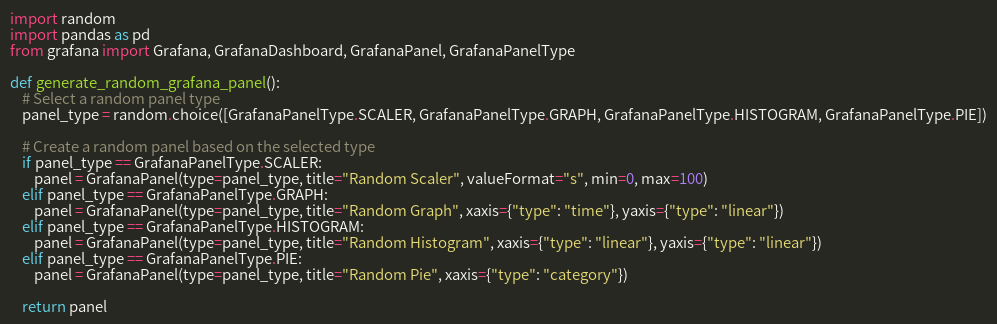 import random
import pandas as pd
from grafana import Grafana, GrafanaDashboard, GrafanaPanel, GrafanaPanelType

def generate_random_grafana_panel():
    # Select a random panel type
    panel_type = random.choice([GrafanaPanelType.SCALER, GrafanaPanelType.GRAPH, GrafanaPanelType.HISTOGRAM, GrafanaPanelType.PIE])

    # Create a random panel based on the selected type
    if panel_type == GrafanaPanelType.SCALER:
        panel = GrafanaPanel(type=panel_type, title="Random Scaler", valueFormat="s", min=0, max=100)
    elif panel_type == GrafanaPanelType.GRAPH:
        panel = GrafanaPanel(type=panel_type, title="Random Graph", xaxis={"type": "time"}, yaxis={"type": "linear"})
    elif panel_type == GrafanaPanelType.HISTOGRAM:
        panel = GrafanaPanel(type=panel_type, title="Random Histogram", xaxis={"type": "linear"}, yaxis={"type": "linear"})
    elif panel_type == GrafanaPanelType.PIE:
        panel = GrafanaPanel(type=panel_type, title="Random Pie", xaxis={"type": "category"})

    return panel